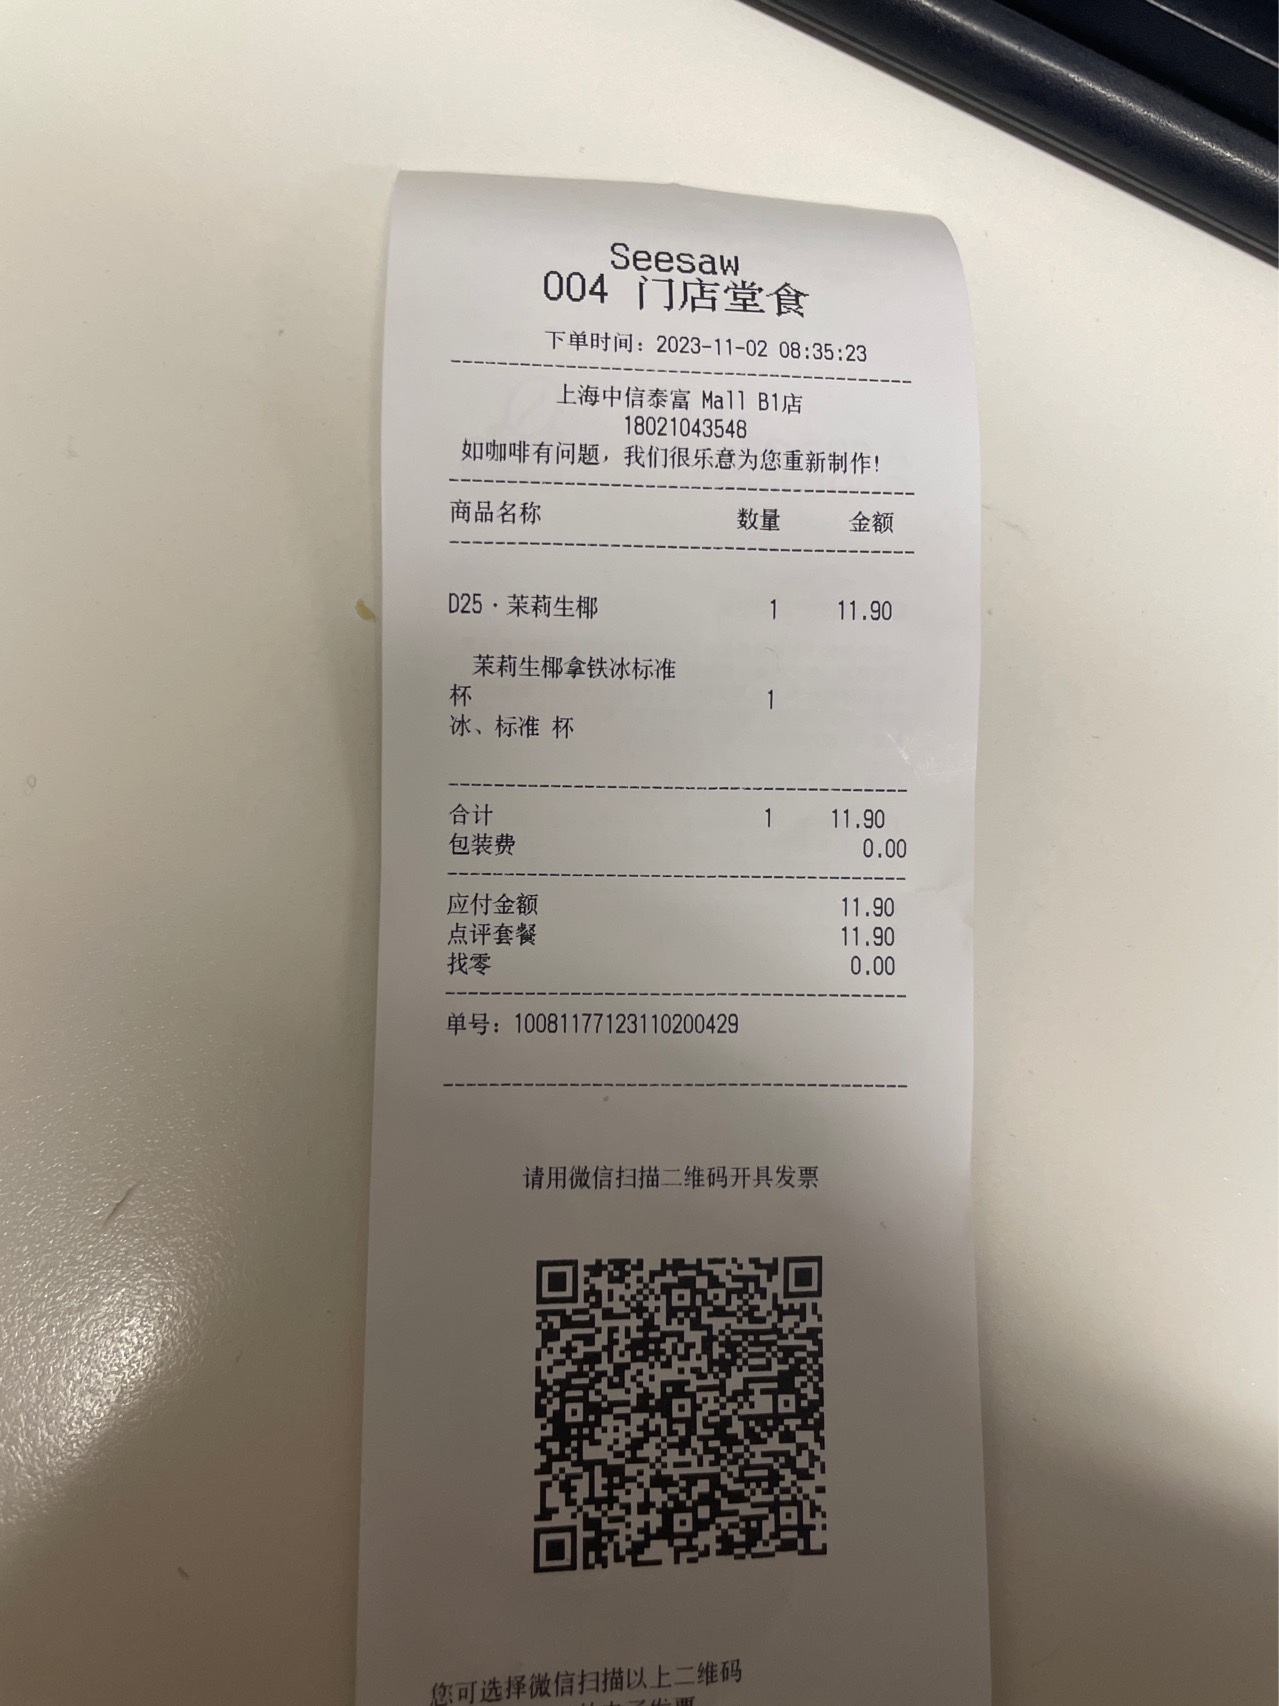 Seesaw
004 门店堂食
下单时间：2023-11-02 08:35:23
上海中信泰富 Mall B1店
18021043548
如咖啡有问题，我们很乐意为您重新制作！
商品名称 数量 金额
D25·茉莉生椰 1 11.90
茉莉生椰拿铁冰标准
杯 1
冰、标准 杯
合计 1 11.90
包装费 0.00
应付金额 11.90
点评套餐 11.90
找零 0.00
单号：10081177123110200429
请用微信扫描二维码开具发票
您可选择微信扫描以上二维码
电子发票